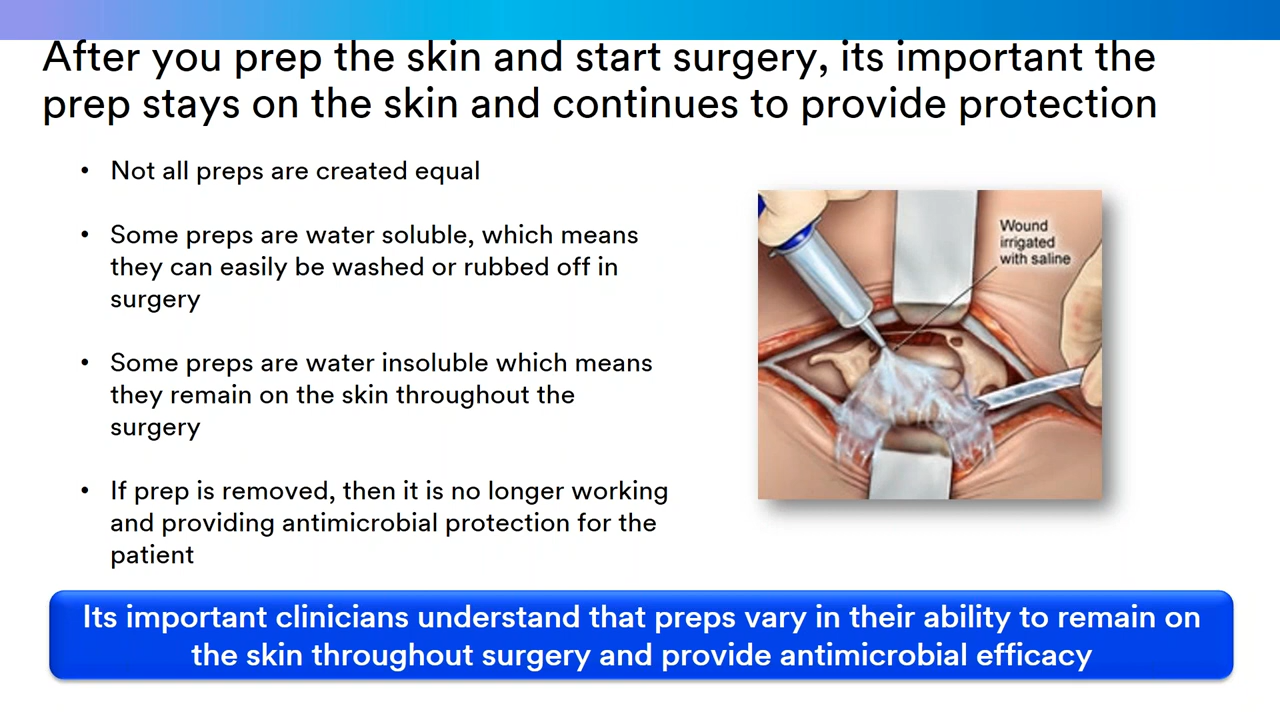 After you prep the skin and start surgery, its important the
prep stays on the skin and continues to provide protection
• Not all preps are created equal
• Some preps are water soluble, which means
they can easily be washed or rubbed off in
surgery
• Some preps are water insoluble which means
they remain on the skin throughout the
surgery
• If prep is removed, then it is no longer working
and providing antimicrobial protection for the
patient
Wound
irrigated
with saline
Its important clinicians understand that preps vary in their ability to remain on
the skin throughout surgery and provide antimicrobial efficacy